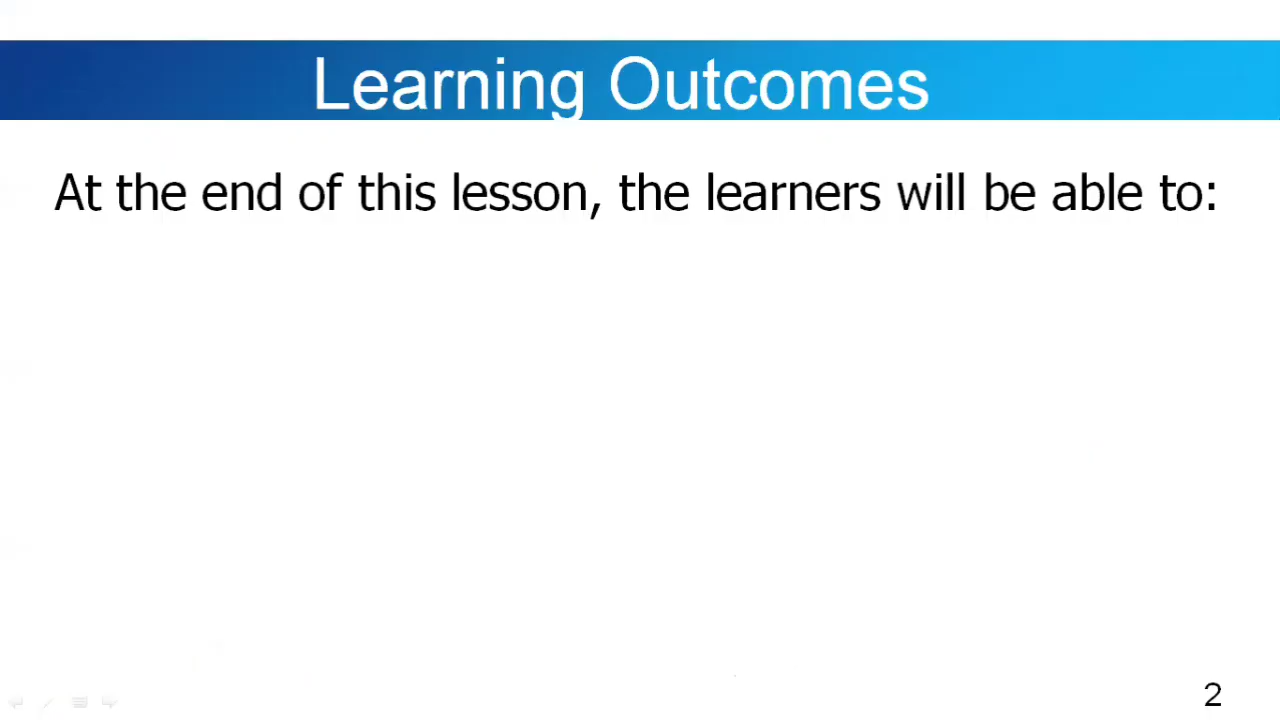 Learning Outcomes
At the end of this lesson, the learners will be able to:
2